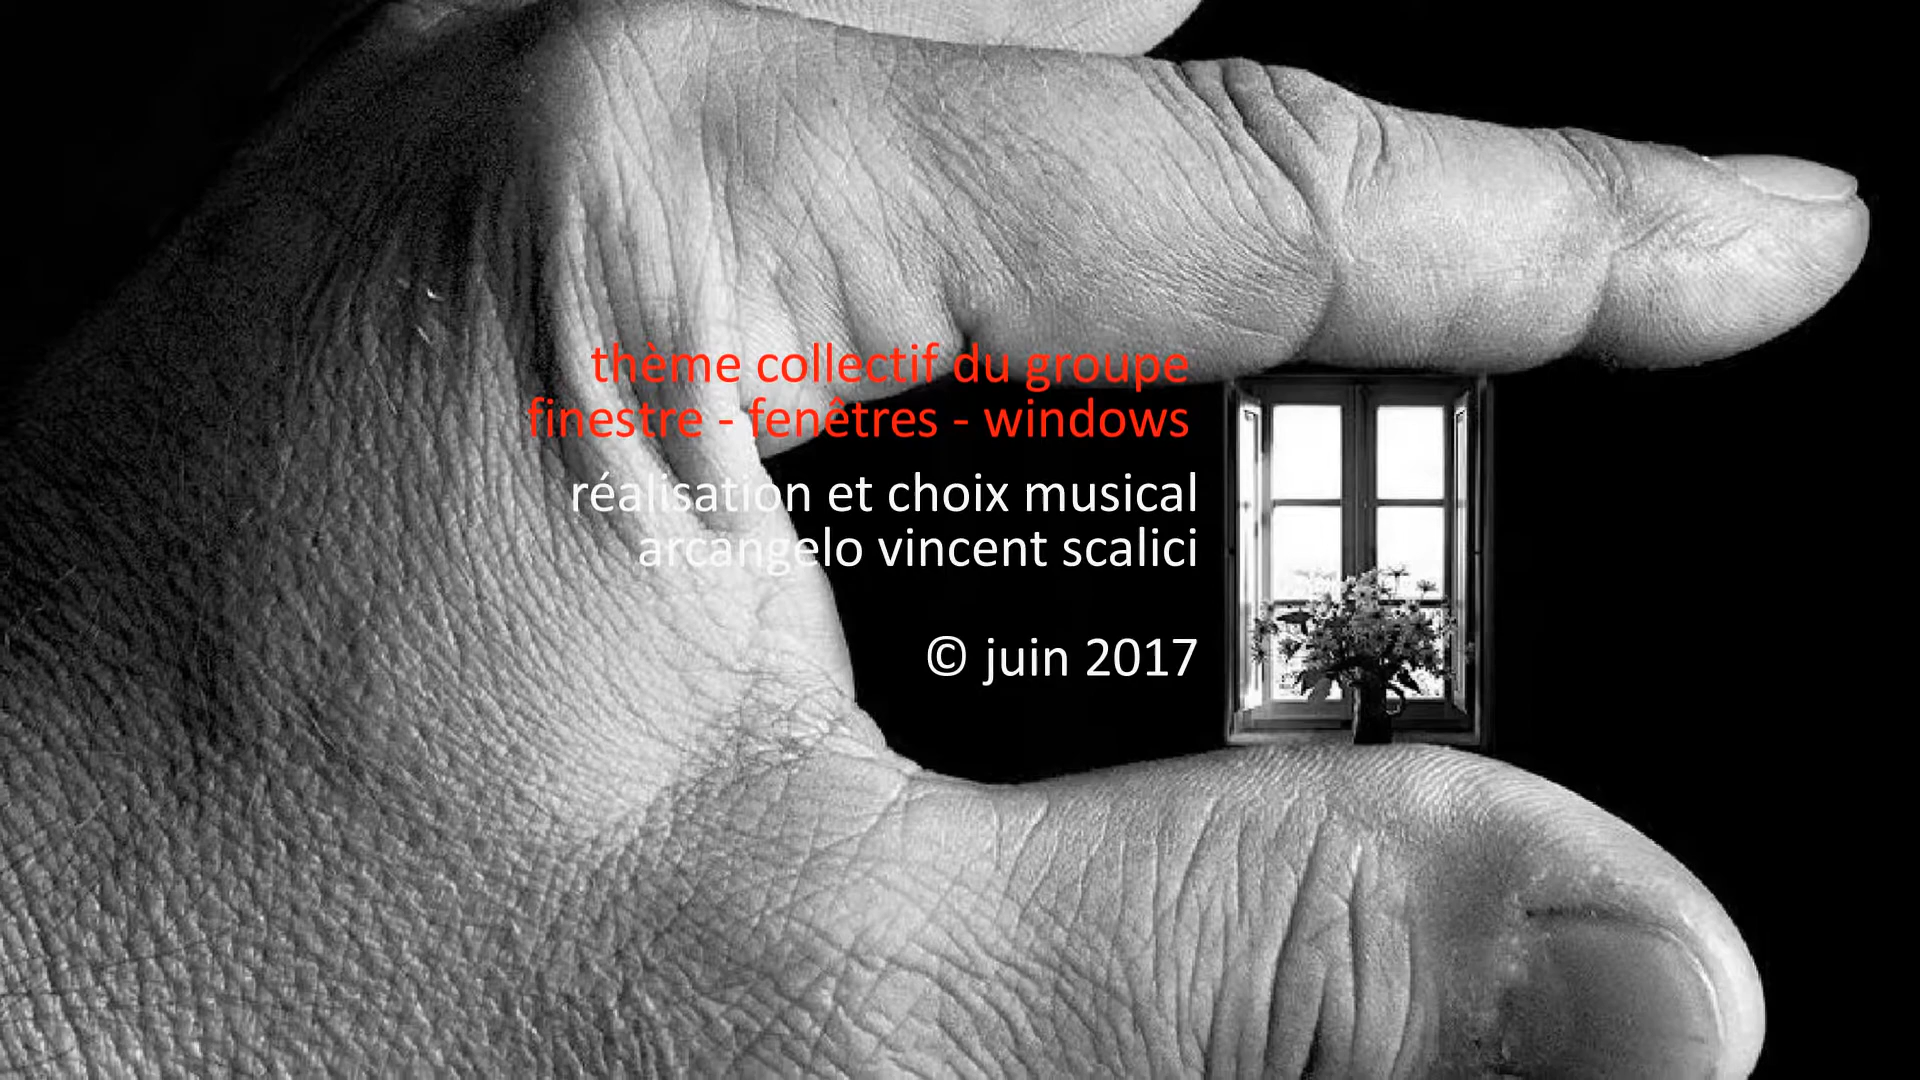 thème collectif du groupe
finestre - fenêtres - windows
réalisation et choix musical
arcangelo vincent scalici
© juin 2017